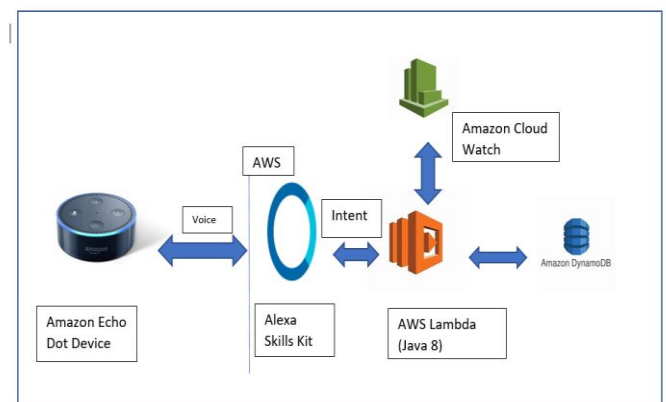 Amazon Cloud
Watch
AWS
Voice
Intent
amazon
Amazon DynamoDB
Amazon Echo
Dot Device
Alexa
Skills Kit
AWS Lambda
(Java 8)